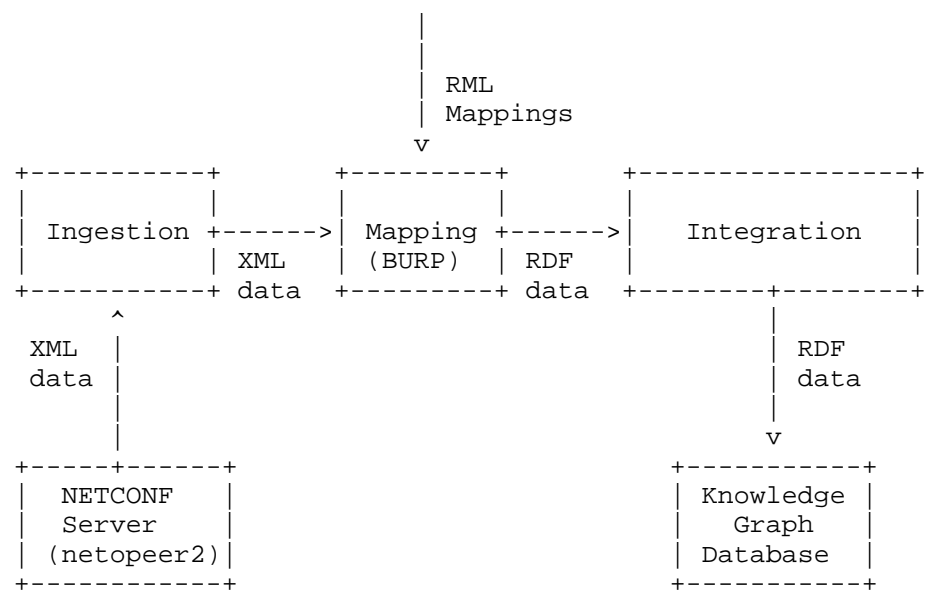 RML
Mappings
Ingestion
Mapping
(BURP)
Integration
XML
data
RDF
data
XML
data
RDF
data
NETCONF
Server
(netopeer2)
Knowledge
Graph
Database